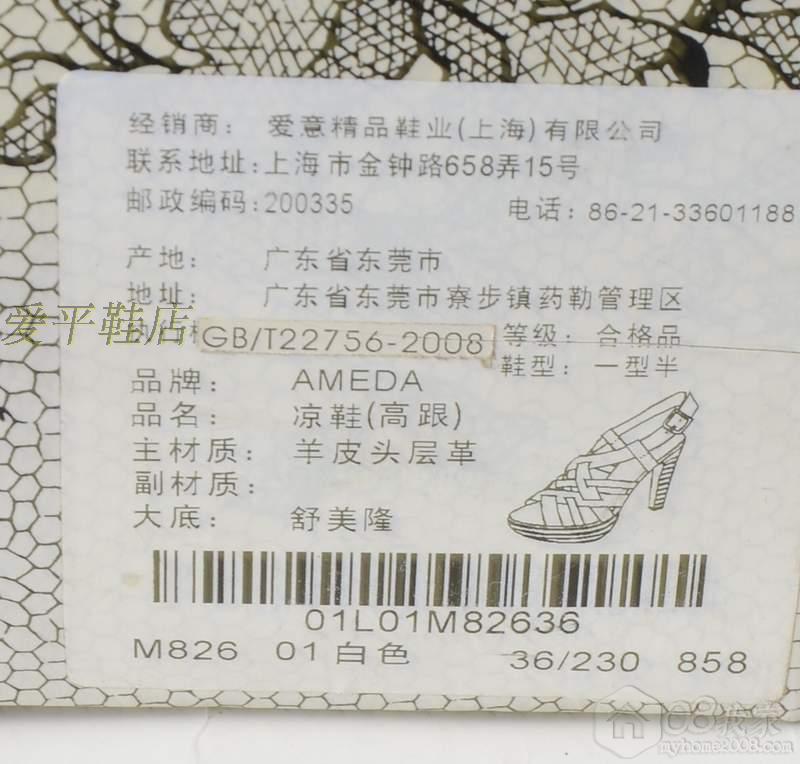 经销商： 爱意精品鞋业(上海)有限公司
联系地址:上海市金钟路658弄15号
邮政编码:200335 电话：86-21-33601188
产地： 广东省东莞市
地址： 广东省东莞市寮步镇药勒管理区
爱平鞋店
GB/T22756-2008 等级：合格品
鞋型：一型半
品牌： AMEDA
品名： 凉鞋(高跟)
主材质： 羊皮头层革
副材质：
大底： 舒美隆
01L01M82636
M826 01白色 36/230 858
myhome2008.com